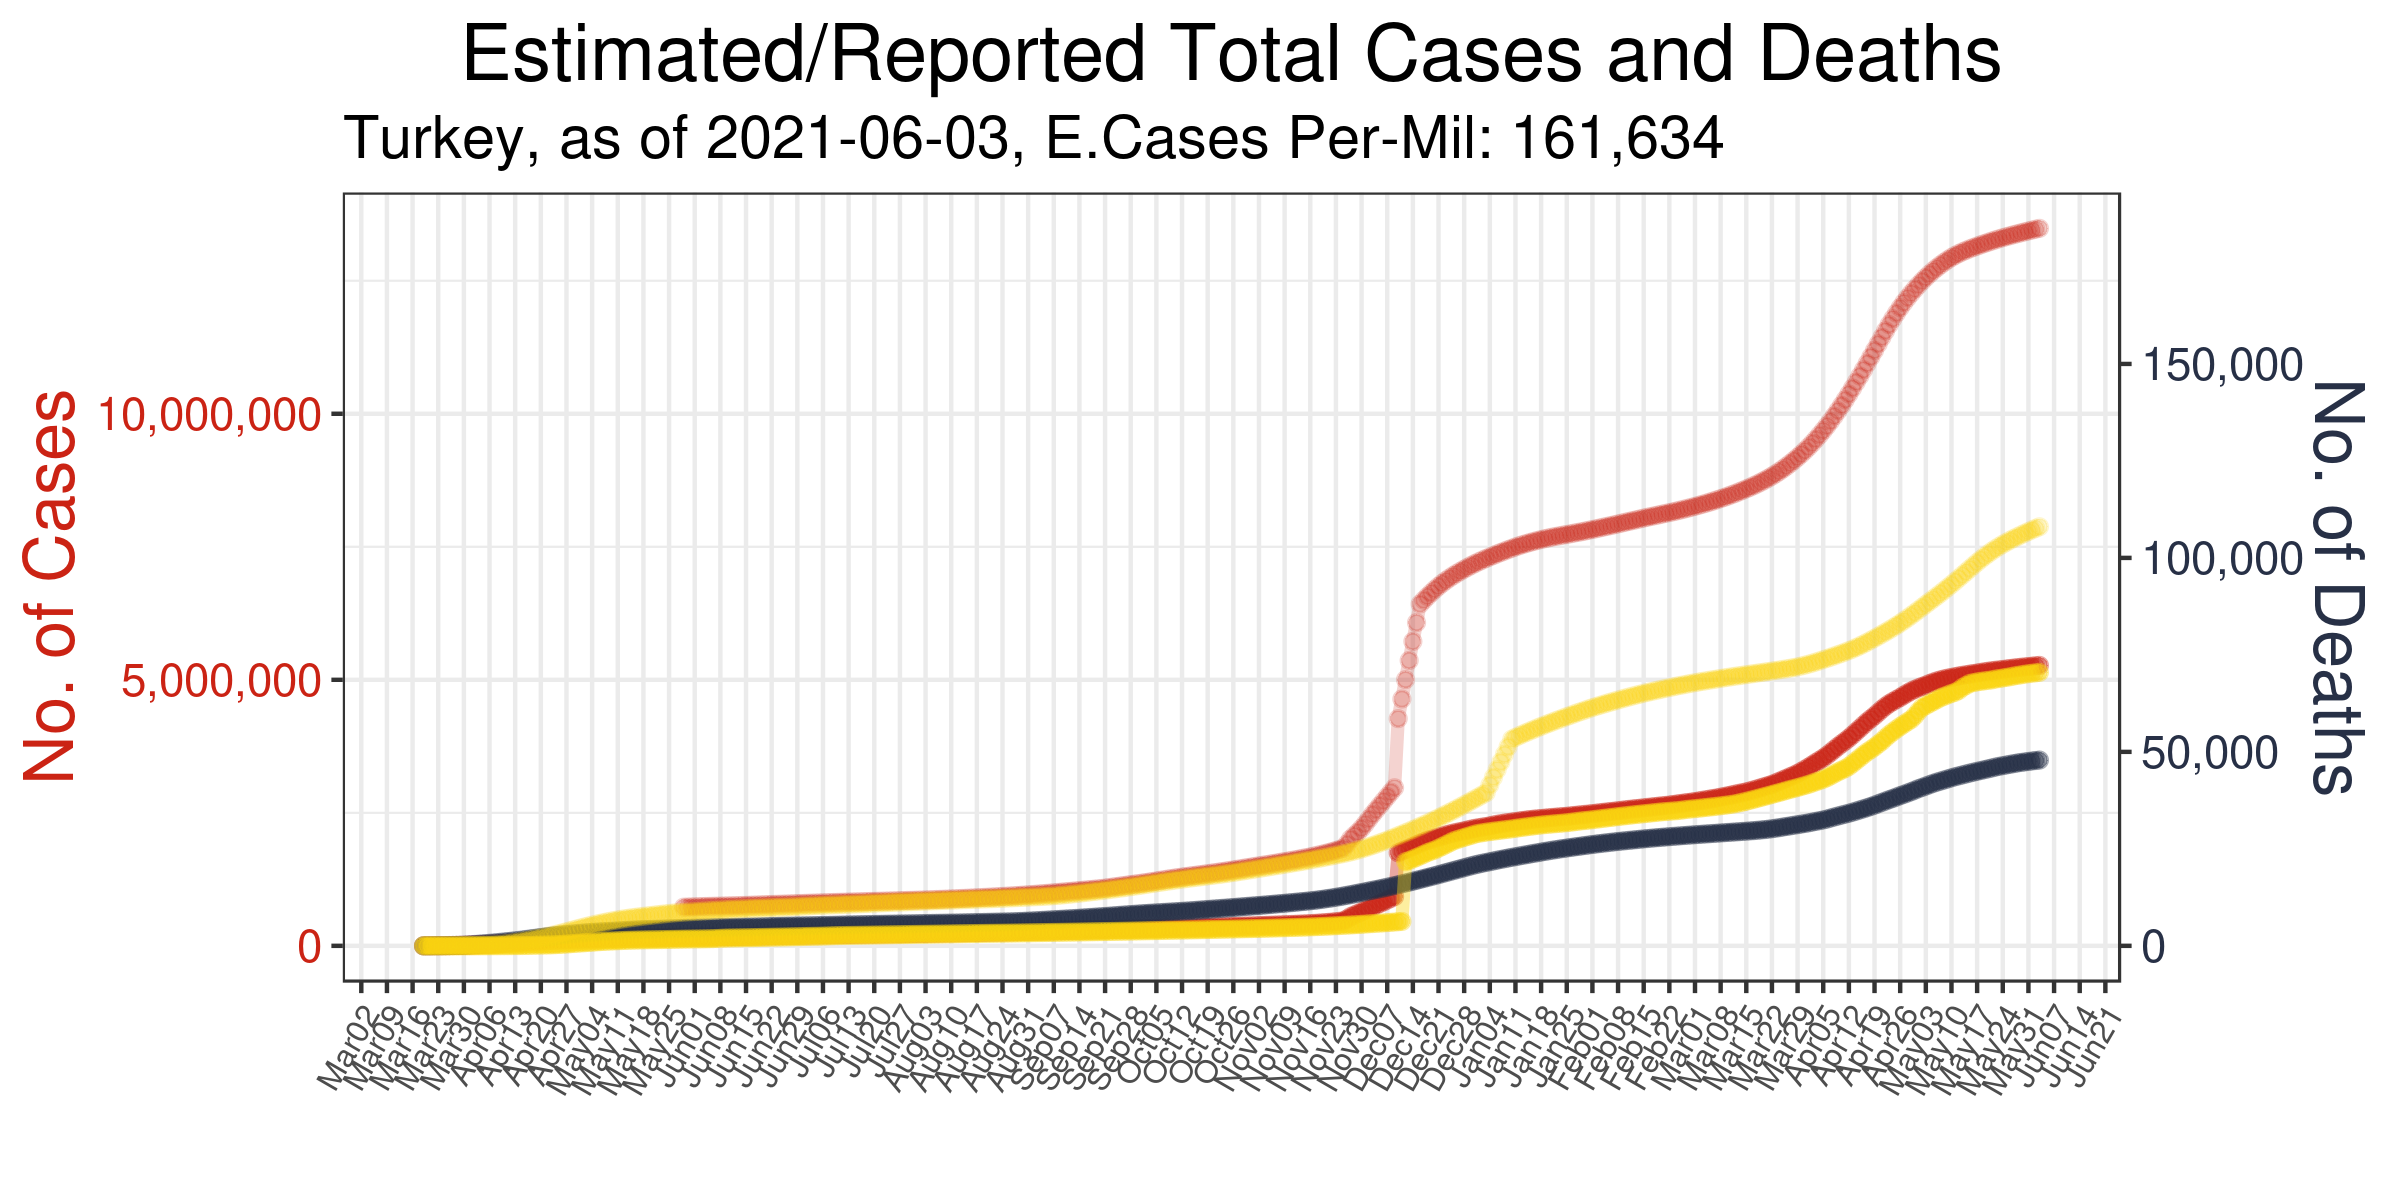 Estimated/Reported Total Cases and Deaths
Turkey, as of 2021-06-03, E.Cases Per-Mil: 161,634
No. of Cases
10,000,000
5,000,000
0
150,000
100,000
50,000
0
No. of Deaths
Mar02
Mar09
Mar16
Mar23
Mar30
Apr06
Apr13
Apr20
Apr27
May04
May11
May18
May25
Jun01
Jun08
Jun15
Jun22
Jun29
Jul06
Jul13
Jul20
Jul27
Aug03
Aug10
Aug17
Aug24
Aug31
Sep07
Sep14
Sep21
Sep28
Oct05
Oct12
Oct19
Oct26
Nov02
Nov09
Nov16
Nov23
Nov30
Dec07
Dec14
Dec21
Dec28
Jan04
Jan11
Jan18
Jan25
Feb01
Feb08
Feb15
Feb22
Mar01
Mar08
Mar15
Mar22
Mar29
Apr05
Apr12
Apr19
Apr26
May03
May10
May17
May24
May31
Jun07
Jun14
Jun21